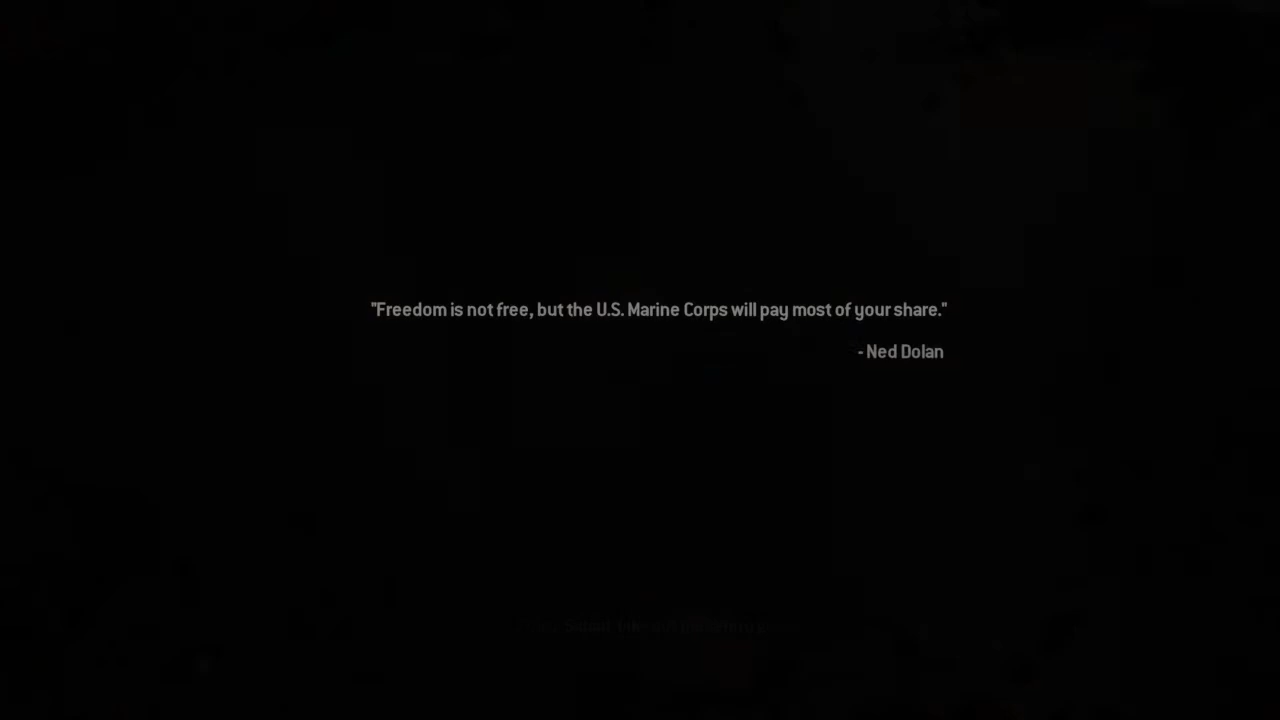 "Freedom is not free, but the U.S. Marine Corps will pay most of your share."
- Ned Dolan